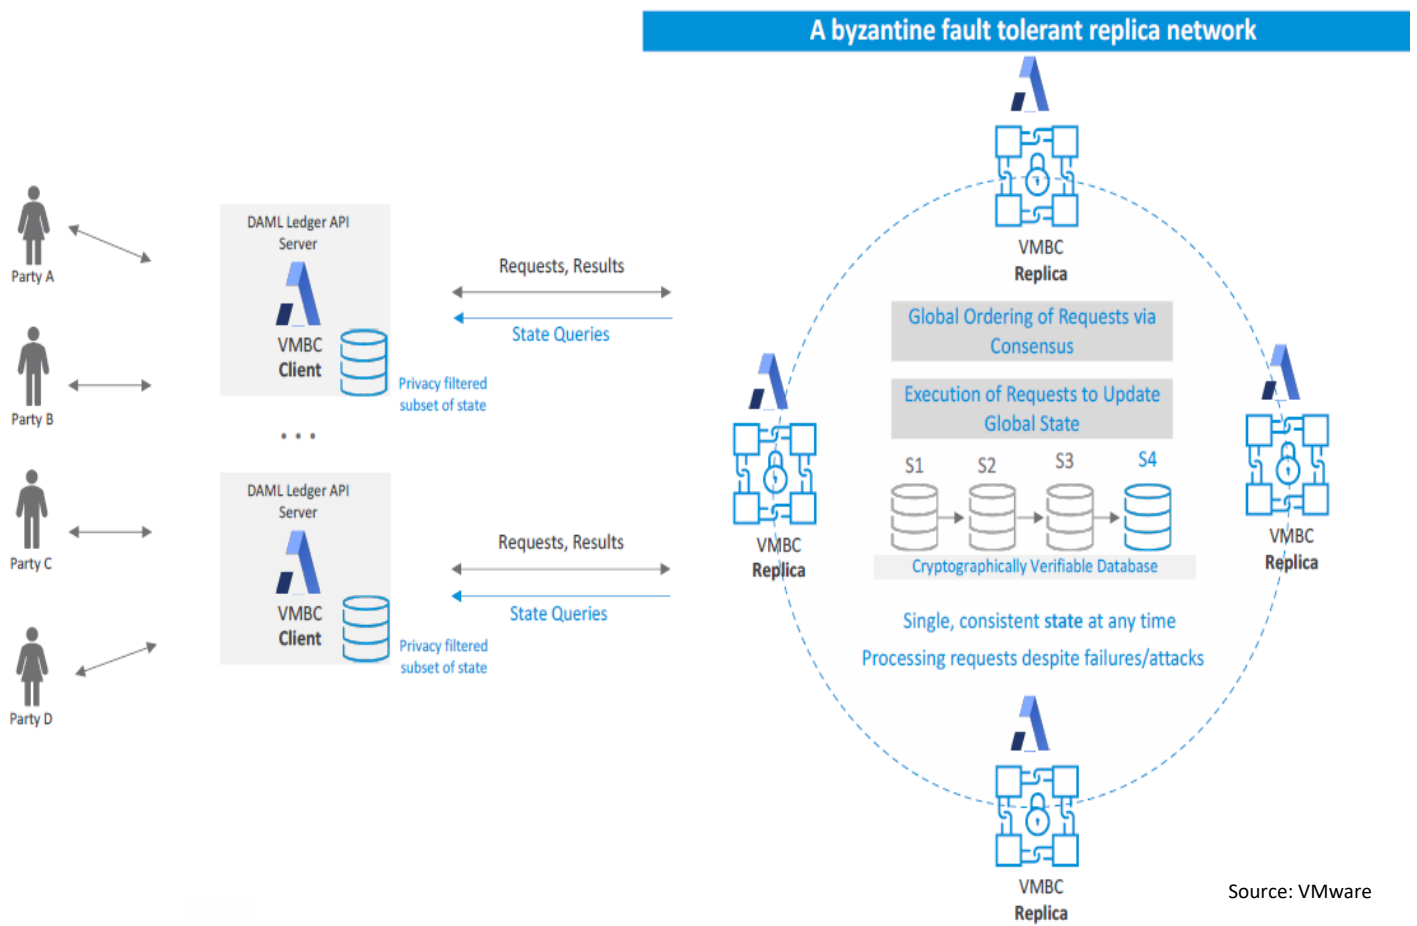 A byzantine fault tolerant replica network
Party A
Party B
Party C
Party D
DAML Ledger API
Server
VMBC
Client
Privacy filtered
subset of state
Requests, Results
State Queries
...
DAML Ledger API
Server
VMBC
Client
Privacy filtered
subset of state
Requests, Results
State Queries
VMBC
Replica
VMBC
Replica
Global Ordering of Requests via
Consensus
Execution of Requests to Update
Global State
S1 S2 S3 S4
Cryptographically Verifiable Database
Single, consistent state at any time
Processing requests despite failures/attacks
VMBC
Replica
VMBC
Replica
Source: VMware